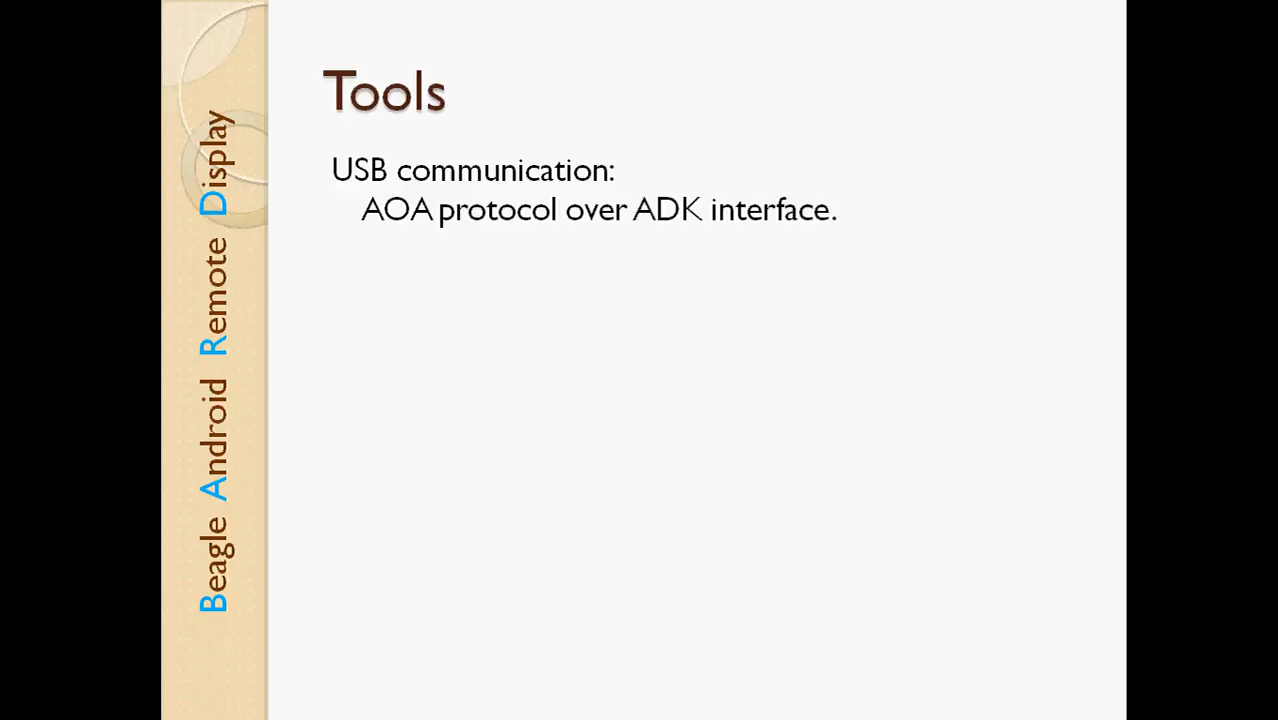 Beagle Android Remote Display
Tools
USB communication:
AOA protocol over ADK interface.